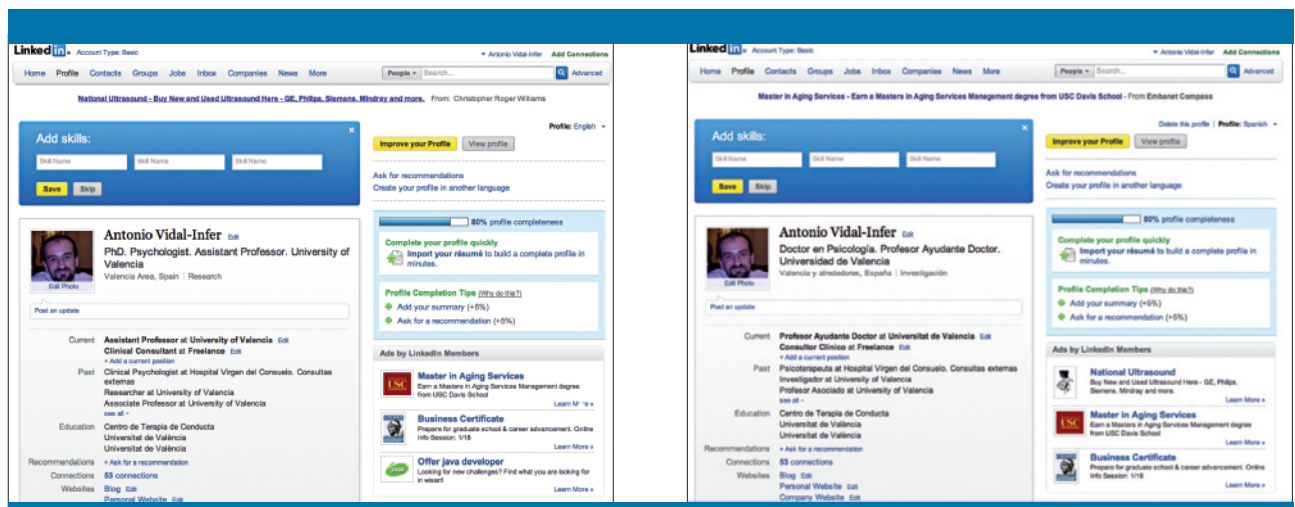 Linked in Account Type: Basic
Antonio Vidal-Infer Add Connections
Home Profile Contacts Groups Jobs Inbox Companies News More
People Search... Advanced
National Ultrasound - Buy New and Used Ultrasound Here - GE, Philips, Siemens, Mindray and more. From: Christopher Roger Williams
Profile: English
Add skills:
Skill Name Skill Name Skill Name
Save Skip
Improve your Profile View profile
Ask for recommendations
Create your profile in another language
Antonio Vidal-Infer Edit
PhD. Psychologist. Assistant Professor. University of
Valencia
Valencia Area, Spain | Research
Edit Photo
Post an update
80% profile completeness
Complete your profile quickly
Import your résumé to build a complete profile in
minutes.
Profile Completion Tips (Why do this?)
Add your summary (+5%)
Ask for a recommendation (+5%)
Current Assistant Professor at University of Valencia Edit
Clinical Consultant at Freelance Edit
+ Add a current position
Past Clinical Psychologist at Hospital Virgen del Consuelo. Consultas
externas
Researcher at University of Valencia
Associate Professor at University of Valencia
see all
Education Centro de Terapia de Conducta
Universitat de València
Universitat de València
Recommendations + Ask for a recommendation
Connections 53 connections
Websites Blog Edit
Personal Website Edit
Ads by LinkedIn Members
USC
Master in Aging Services
Earn a Masters in Aging Services Management degree
from USC Davis School
Learn »
Business Certificate
Prepare for graduate school & career advancement. Online
Info Session: 1/18
Learn More »
Offer java developer
Looking for new challenges? Find what you are looking for
in wisar!
Learn More »
Linked in Account Type: Basic
Antonio Vidal-Infer Add Connections
Home Profile Contacts Groups Jobs Inbox Companies News More
People Search... Advanced
Master in Aging Services - Earn a Masters in Aging Services Management degree from USC Davis School - From Embanet Compass
Delete this profile | Profile: Spanish
Add skills:
Skill Name Skill Name Skill Name
Save Skip
Improve your Profile View profile
Ask for recommendations
Create your profile in another language
Antonio Vidal-Infer Edit
Doctor en Psicología. Profesor Ayudante Doctor.
Universidad de Valencia
Valencia y alrededores, España | Investigación
Edit Photo
Post an update
80% profile completeness
Complete your profile quickly
Import your résumé to build a complete profile in
minutes.
Profile Completion Tips (Why do this?)
Add your summary (+5%)
Ask for a recommendation (+5%)
Current Profesor Ayudante Doctor at Universitat de Valencia Edit
Consultor Clínico at Freelance Edit
+ Add a current position
Past Psicoterapeuta at Hospital Virgen del Consuelo. Consultas externas
Investigador at University of Valencia
Profesor Asociado at University of Valencia
see all
Education Centro de Terapia de Conducta
Universitat de València
Universitat de València
Recommendations + Ask for a recommendation
Connections 53 connections
Websites Blog Edit
Personal Website Edit
Company Website Edit
Ads by LinkedIn Members
National Ultrasound
Buy New and Used Ultrasound Here - GE, Philips,
Siemens, Mindray and more.
Learn More »
USC
Master in Aging Services
Earn a Masters in Aging Services Management degree
from USC Davis School
Learn More »
Business Certificate
Prepare for graduate school & career advancement. Online
Info Session: 1/18
Learn More »